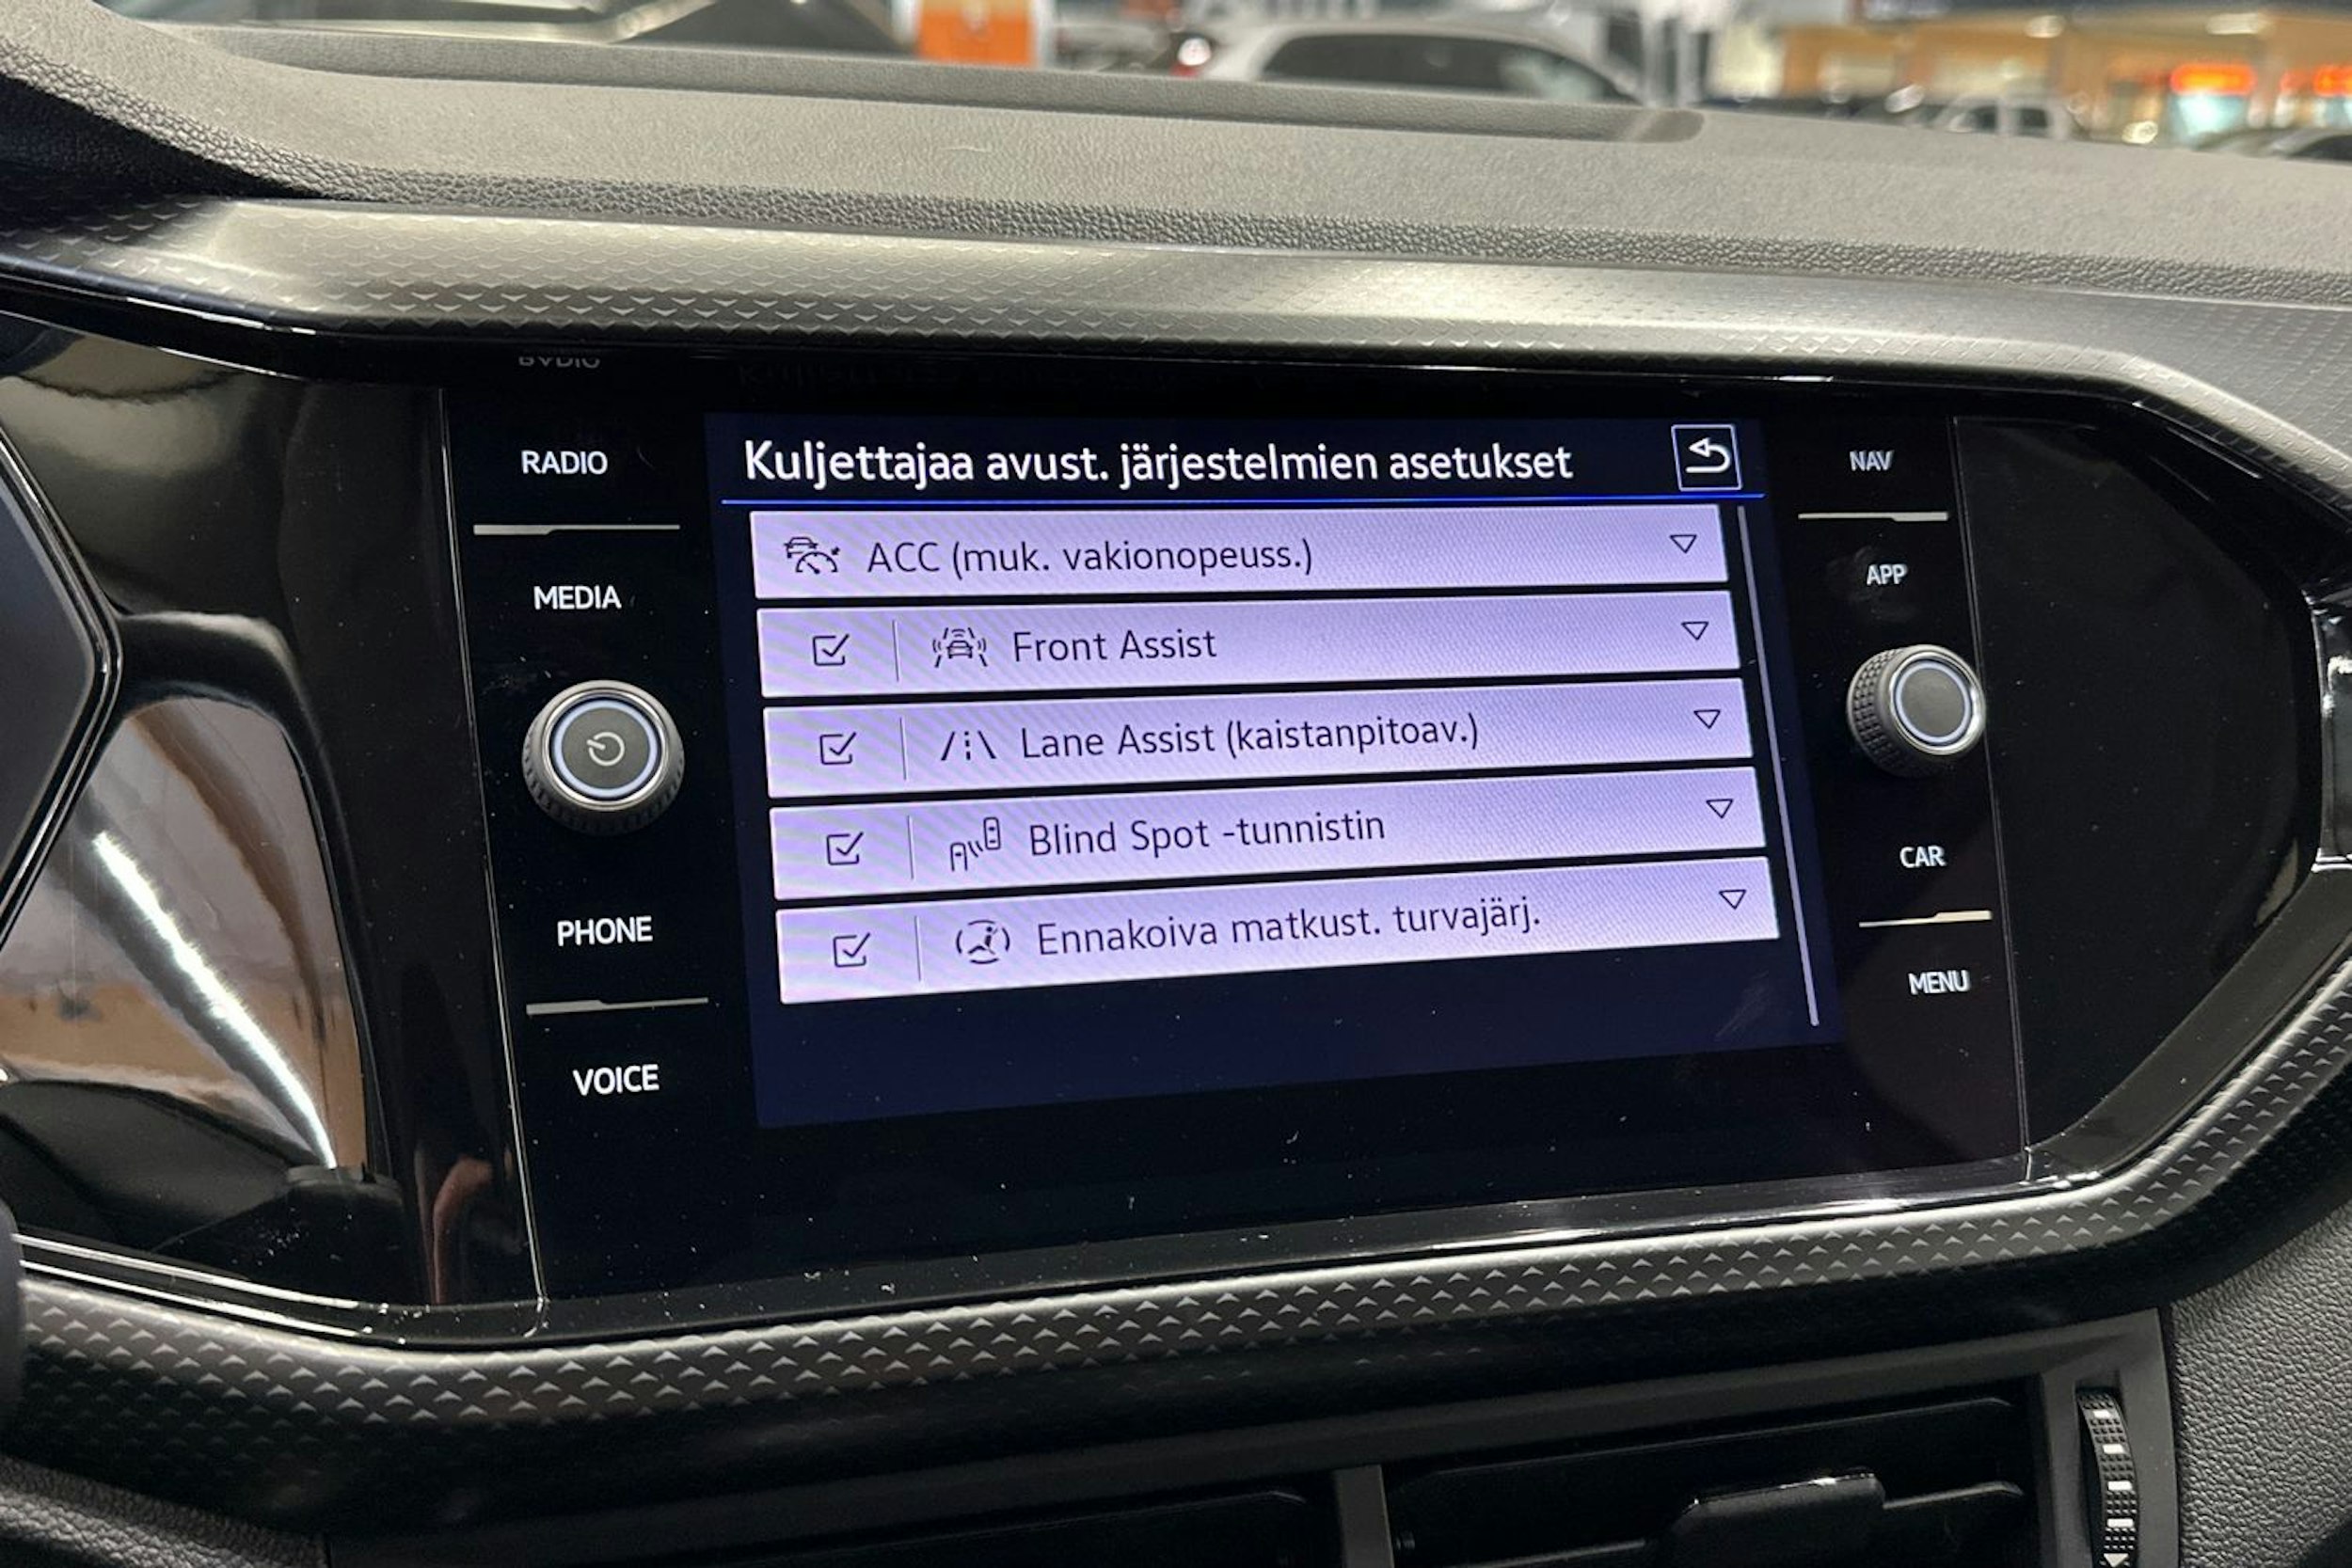 RADIO
MEDIA
PHONE
VOICE
Kuljettajaa avust. järjestelmien asetukset
ACC (muk. vakionopeuss.)
Front Assist
Lane Assist (kaistanpitoav.)
Blind Spot -tunnistin
Ennakoiva matkust. turvajärj.
NAV
APP
CAR
MENU